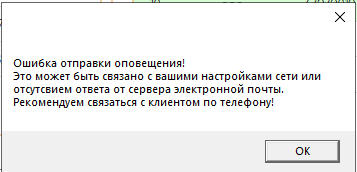 Ошибка отправки оповещения!
Это может быть связано с вашими настройками сети или
отсутсвием ответа от сервера электронной почты.
Рекомендуем связаться с клиентом по телефону!
OK